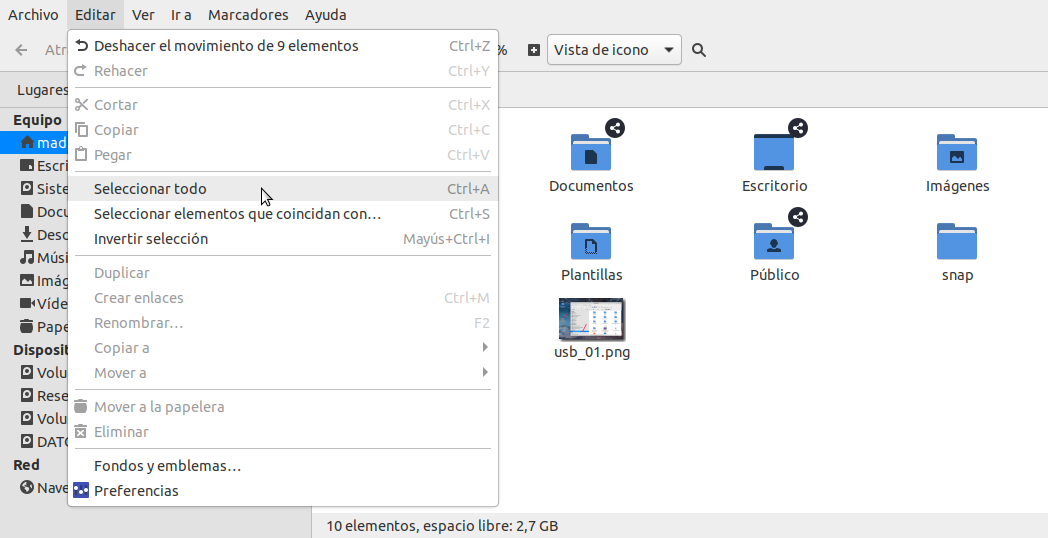 Archivo Editar Ver Ir a Marcadores Ayuda
Atr % Vista de icono
Lugares
Equipo
mad
Escri
Siste
Docu
Desc
Músi
Imág
Víde
Pape
Disposit
Volu
Rese
Volu
DATO
Red
Nave
Deshacer el movimiento de 9 elementos Ctrl+Z
Rehacer Ctrl+Y
Cortar Ctrl+X
Copiar Ctrl+C
Pegar Ctrl+V
Seleccionar todo Ctrl+A
Seleccionar elementos que coincidan con... Ctrl+S
Invertir selección Mayús+Ctrl+I
Duplicar
Crear enlaces Ctrl+M
Renombrar... F2
Copiar a
Mover a
Mover a la papelera
Eliminar
Fondos y emblemas...
Preferencias
Documentos Escritorio Imágenes
Plantillas Público snap
usb_01.png
10 elementos, espacio libre: 2,7 GB